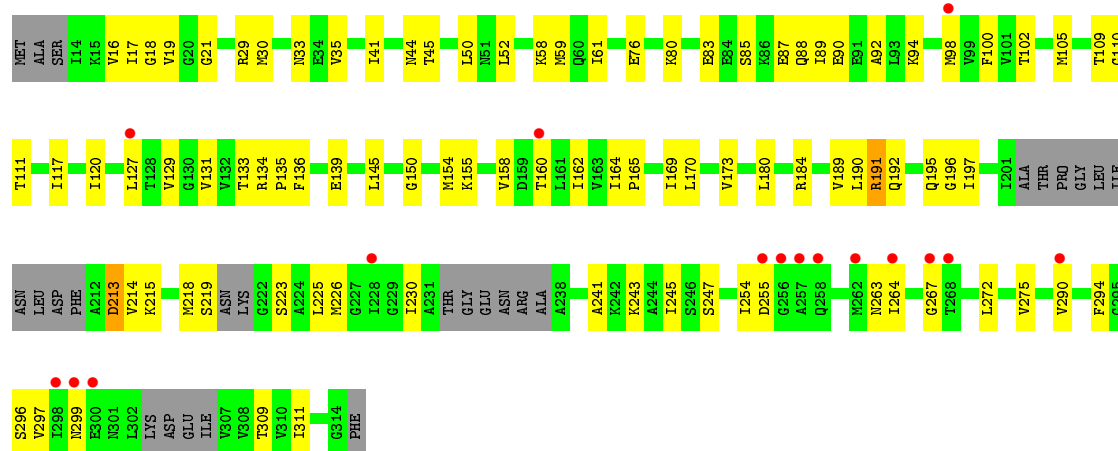 MET ALA SER I14 K15 V16 I17 G18 V19 G20 G21 R29 M30 N33 E34 V35 I41 N44 T45 L50 N51 L52 K58 M59 Q60 I61 E76 K80 E83 E84 S85 K86 E87 Q88 I89 E90 E91 A92 L93 K94 M98 V99 F100 V101 T102 M105 T109 G110
T111 I117 I120 L127 T128 V129 G130 V131 V132 T133 R134 P135 F136 E139 L145 G150 M154 K155 V158 D159 T160 L161 I162 V163 I164 P165 I169 L170 V173 L180 R184 V189 L190 R191 Q192 Q195 G196 I197 I201 ALA THR PRO GLY LEU ILE
ASN LEU ASP PHE A212 D213 V214 K215 M218 S219 ASN LYS G222 S223 A224 L225 M226 G227 I228 G229 I230 A231 THR GLY GLU ASN ARG ALA A238 A241 K242 K243 A244 I245 S246 S247 I254 D255 G256 A257 Q258 M262 N263 I264 G267 T268 L272 V275 V290 F294 G295
S296 V297 I298 N299 E300 N301 L302 LYS ASP GLU ILE V307 V308 T309 V310 I311 G314 PHE